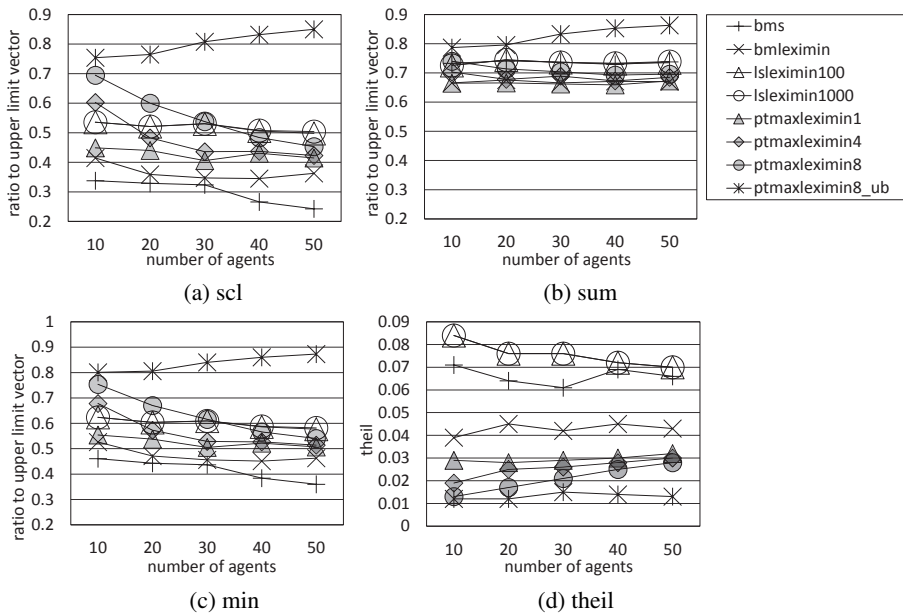 0.9
0.8
0.7
0.6
0.5
0.4
0.3
0.2
ratio to upper limit vector
10 20 30 40 50
number of agents
(a) scl
0.9
0.8
0.7
0.6
0.5
0.4
0.3
0.2
ratio to upper limit vector
10 20 30 40 50
number of agents
(b) sum
bms
bmleximin
lsleximin100
lsleximin1000
ptmaxleximin1
ptmaxleximin4
ptmaxleximin8
ptmaxleximin8_ub
1
0.9
0.8
0.7
0.6
0.5
0.4
0.3
0.2
ratio to upper limit vector
10 20 30 40 50
number of agents
(c) min
0.09
0.08
0.07
0.06
0.05
0.04
0.03
0.02
0.01
0
theil
10 20 30 40 50
number of agents
(d) theil